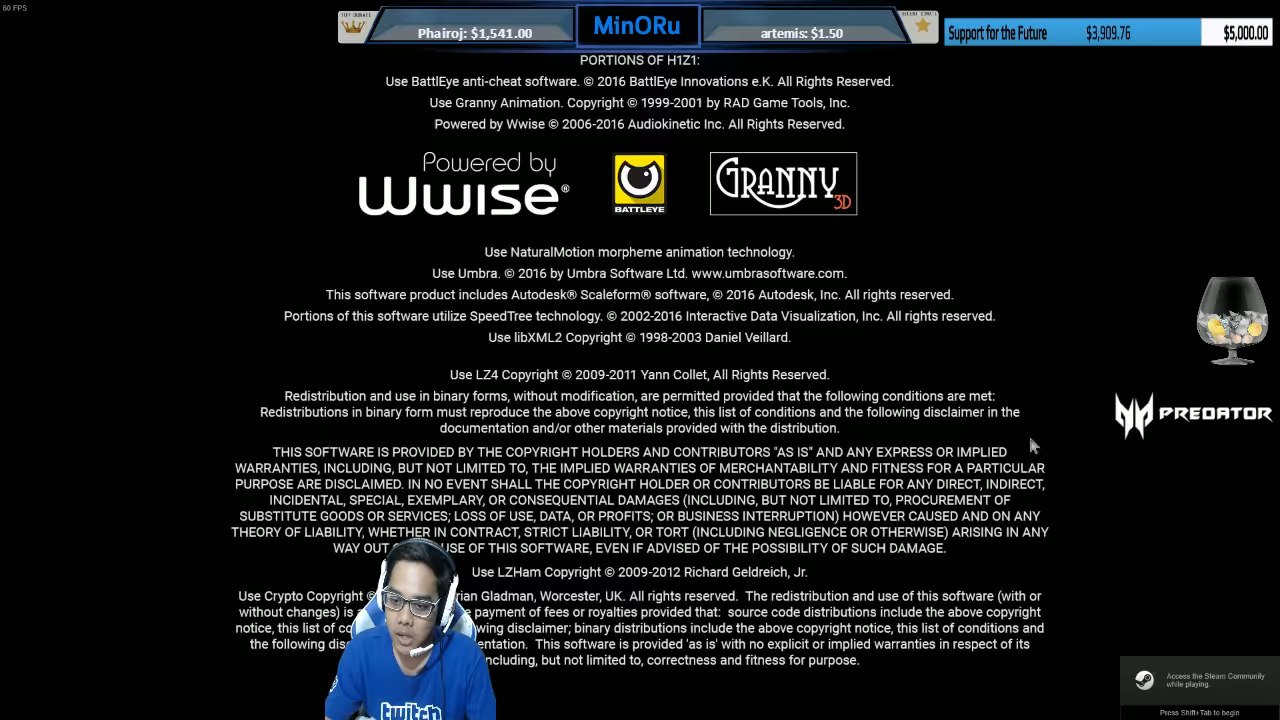 60 FPS
TOP DONATE
Phairoj: $1,541.00
MinORu
artemis: $1.50
RECENT DONATE
Support for the Future $3,909.76 $5,000.00
PORTIONS OF H1Z1:
Use BattlEye anti-cheat software. © 2016 BattlEye Innovations e.K. All Rights Reserved.
Use Granny Animation. Copyright © 1999-2001 by RAD Game Tools, Inc.
Powered by Wwise © 2006-2016 Audiokinetic Inc. All Rights Reserved.
Powered by
Wwise®
BATTLEYE
GRANNY 3D
Use NaturalMotion morpheme animation technology.
Use Umbra. © 2016 by Umbra Software Ltd. www.umbrasoftware.com.
This software product includes Autodesk® Scaleform® software, © 2016 Autodesk, Inc. All rights reserved.
Portions of this software utilize SpeedTree technology. © 2002-2016 Interactive Data Visualization, Inc. All rights reserved.
Use libXML2 Copyright © 1998-2003 Daniel Veillard.
Use LZ4 Copyright © 2009-2011 Yann Collet, All Rights Reserved.
Redistribution and use in binary forms, without modification, are permitted provided that the following conditions are met:
Redistributions in binary form must reproduce the above copyright notice, this list of conditions and the following disclaimer in the
documentation and/or other materials provided with the distribution.
PREDATOR
THIS SOFTWARE IS PROVIDED BY THE COPYRIGHT HOLDERS AND CONTRIBUTORS "AS IS" AND ANY EXPRESS OR IMPLIED
WARRANTIES, INCLUDING, BUT NOT LIMITED TO, THE IMPLIED WARRANTIES OF MERCHANTABILITY AND FITNESS FOR A PARTICULAR
PURPOSE ARE DISCLAIMED. IN NO EVENT SHALL THE COPYRIGHT HOLDER OR CONTRIBUTORS BE LIABLE FOR ANY DIRECT, INDIRECT,
INCIDENTAL, SPECIAL, EXEMPLARY, OR CONSEQUENTIAL DAMAGES (INCLUDING, BUT NOT LIMITED TO, PROCUREMENT OF
SUBSTITUTE GOODS OR SERVICES; LOSS OF USE, DATA, OR PROFITS; OR BUSINESS INTERRUPTION) HOWEVER CAUSED AND ON ANY
THEORY OF LIABILITY, WHETHER IN CONTRACT, STRICT LIABILITY, OR TORT (INCLUDING NEGLIGENCE OR OTHERWISE) ARISING IN ANY
WAY OUT USE OF THIS SOFTWARE, EVEN IF ADVISED OF THE POSSIBILITY OF SUCH DAMAGE.
Use LZHam Copyright © 2009-2012 Richard Geldreich, Jr.
Use Crypto Copyright rian Gladman, Worcester, UK. All rights reserved. The redistribution and use of this software (with or
without changes) is payment of fees or royalties provided that: source code distributions include the above copyright
notice, this list of wing disclaimer; binary distributions include the above copyright notice, this list of conditions and
the following entation. This software is provided 'as is' with no explicit or implied warranties in respect of its
including, but not limited to, correctness and fitness for purpose.
twitch
Access the Steam Community
while playing.
Press Shift+Tab to begin